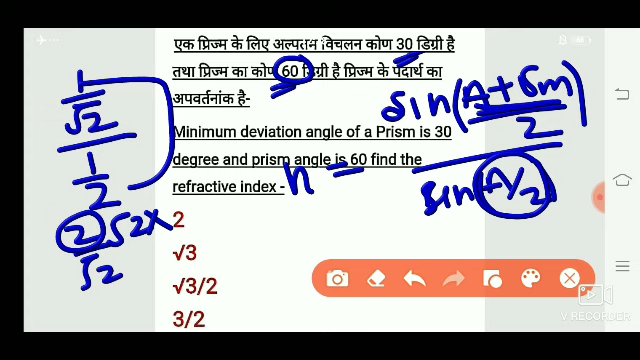 एक प्रिज्म के लिए अल्पतम विचलन कोण 30 डिग्री है
तथा प्रिज्म का कोण 60 डिग्री है प्रिज्म के पदार्थ का
अपवर्तनांक है-
Minimum deviation angle of a Prism is 30
degree and prism angle is 60 find the
refractive index -
2
√3
√3/2
3/2
1/√2
1/2
2/√2 √2 x
n = sin(A + δm)/2
sin A/2
V RECORDER